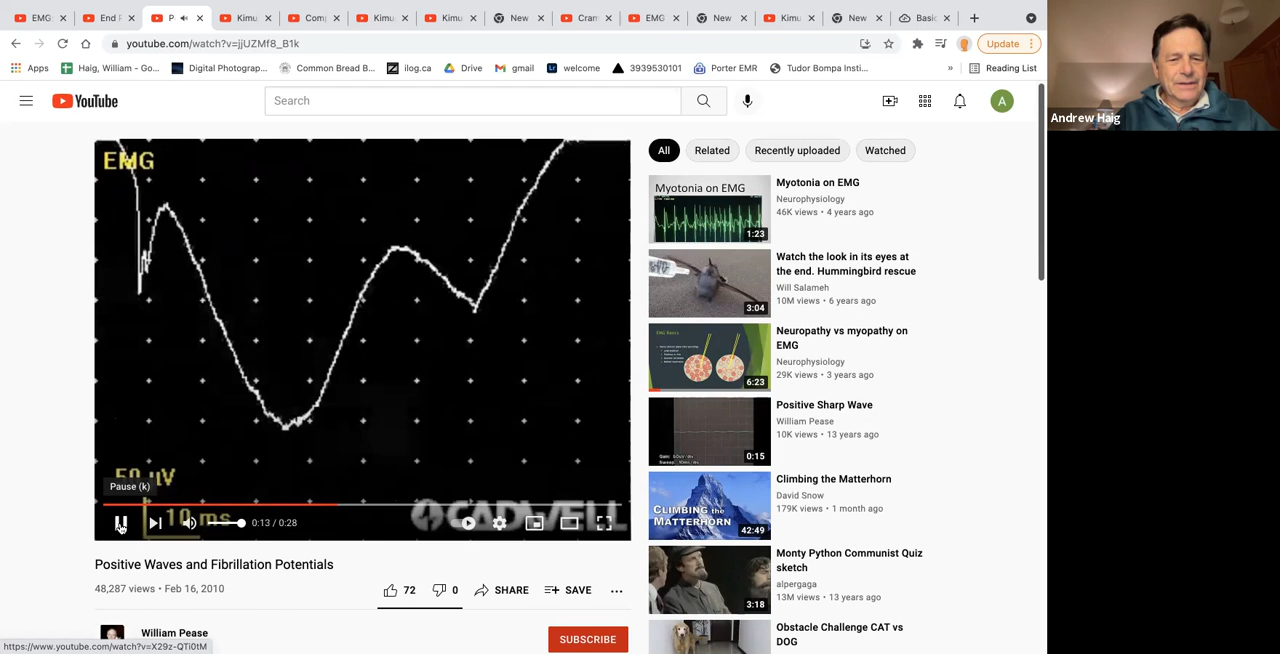 EMG:
End F
P
Kimu
Comp
Kimu
Kimu
New
Cram
EMG
New
Kimu
New
Basic
youtube.com/watch?v=jjUZMf8_B1k
Update
Apps
Haig, William - Go...
Digital Photograp...
Common Bread B...
ilog.ca
Drive
gmail
welcome
3939530101
Porter EMR
Tudor Bompa Insti...
»
Reading List
YouTube
Search
A
Andrew Haig
EMG
50 μV
10 ms
CADWELL
Pause (k)
0:13 / 0:28
Positive Waves and Fibrillation Potentials
48,287 views • Feb 16, 2010
72
0
SHARE
SAVE
...
William Pease
SUBSCRIBE
https://www.youtube.com/watch?v=X29z-QTi0tM
All
Related
Recently uploaded
Watched
Myotonia on EMG
1:23
Myotonia on EMG
Neurophysiology
46K views • 4 years ago
3:04
Watch the look in its eyes at
the end. Hummingbird rescue
Will Salameh
10M views • 6 years ago
6:23
Neuropathy vs myopathy on
EMG
Neurophysiology
29K views • 3 years ago
0:15
Positive Sharp Wave
William Pease
10K views • 13 years ago
CLIMBING THE
MATTERHORN
42:49
Climbing the Matterhorn
David Snow
179K views • 1 month ago
3:18
Monty Python Communist Quiz
sketch
alpergaga
13M views • 13 years ago
Obstacle Challenge CAT vs
DOG